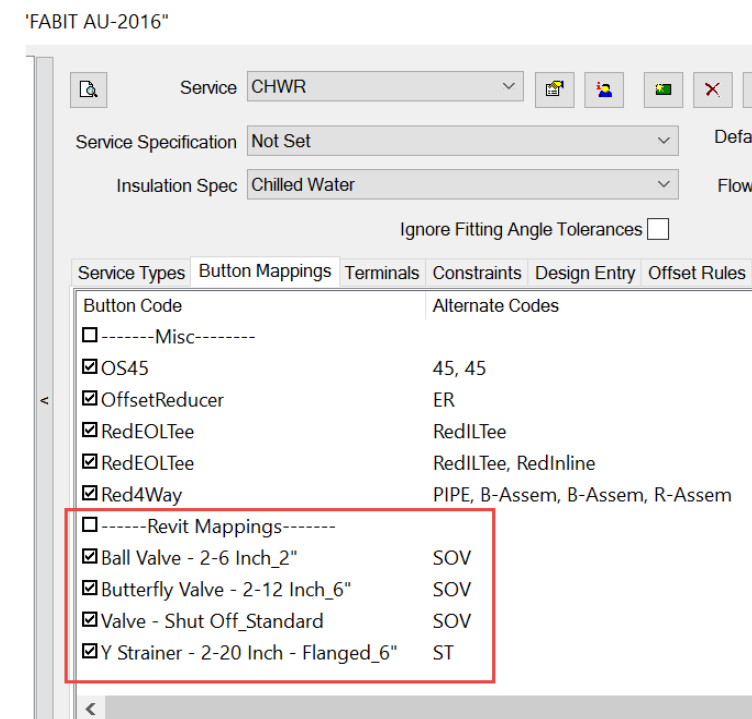 'FABIT AU-2016"
Service CHWR
Service Specification Not Set Defa
Insulation Spec Chilled Water Flow
Ignore Fitting Angle Tolerances
Service Types Button Mappings Terminals Constraints Design Entry Offset Rules
Button Code Alternate Codes
-------Misc--------
OS45 45, 45
< OffsetReducer ER
RedEOLTee RedILTee
RedEOLTee RedILTee, RedInline
Red4Way PIPE, B-Assem, B-Assem, R-Assem
------Revit Mappings-------
Ball Valve - 2-6 Inch_2" SOV
Butterfly Valve - 2-12 Inch_6" SOV
Valve - Shut Off_Standard SOV
Y Strainer - 2-20 Inch - Flanged_6" ST
<